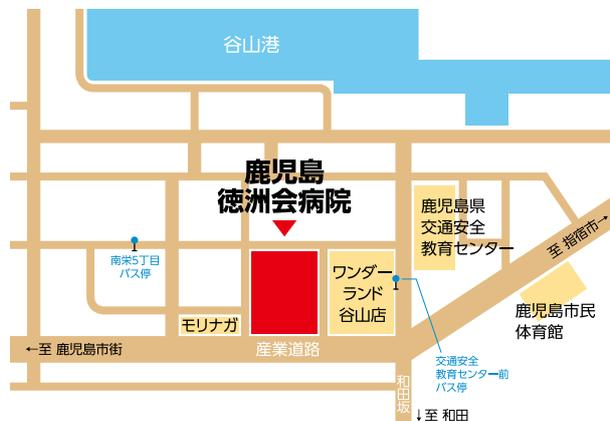 谷山港
鹿児島
徳洲会病院
鹿児島県
交通安全
教育センター
至 指宿市→
南栄5丁目
バス停
ワンダー
ランド
谷山店
モリナガ
鹿児島市民
体育館
←至 鹿児島市街
産業道路
交通安全
教育センター前
バス停
和田坂
↓至 和田